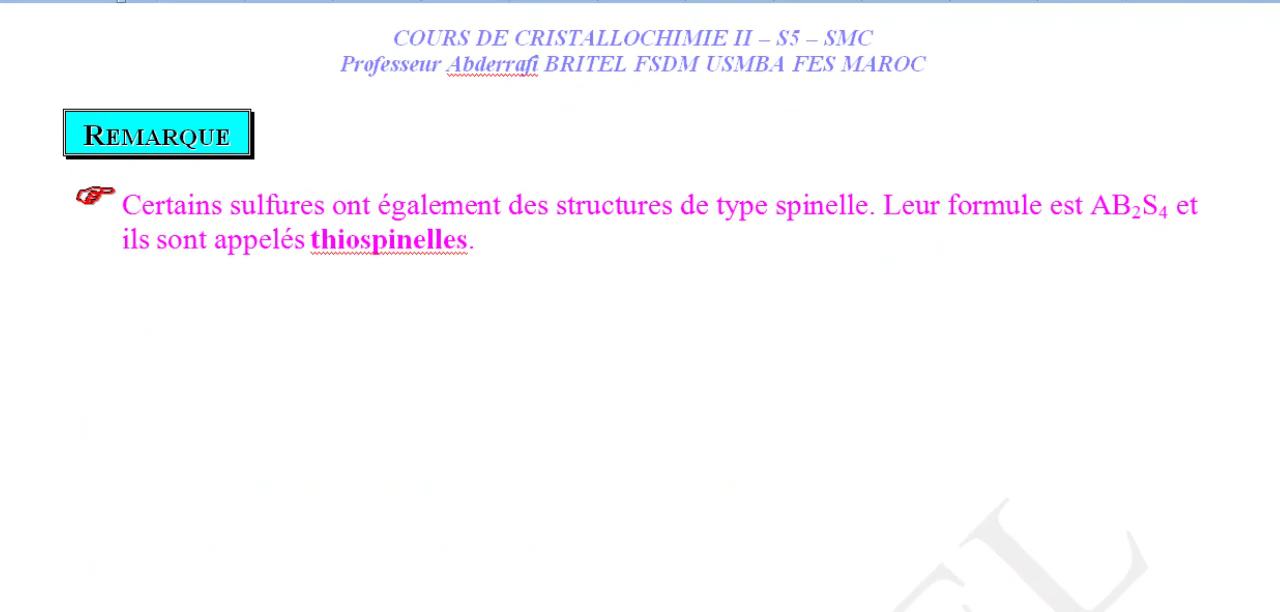 COURS DE CRISTALLOCHIMIE II – S5 – SMC
Professeur Abderrafi BRITEL FSDM USMBA FES MAROC
REMARQUE
Certains sulfures ont également des structures de type spinelle. Leur formule est AB₂S₄ et
ils sont appelés thiospinelles.